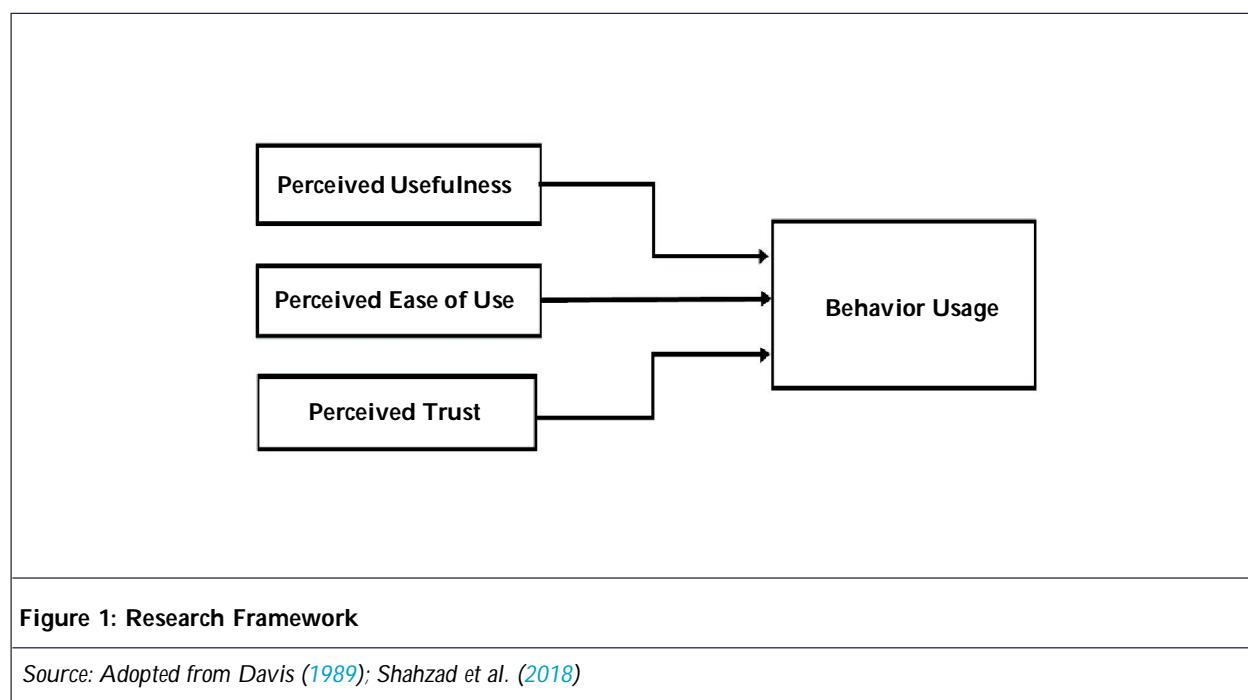 Perceived Usefulness
Perceived Ease of Use
Perceived Trust
Behavior Usage
Figure 1: Research Framework
Source: Adopted from Davis (1989); Shahzad et al. (2018)